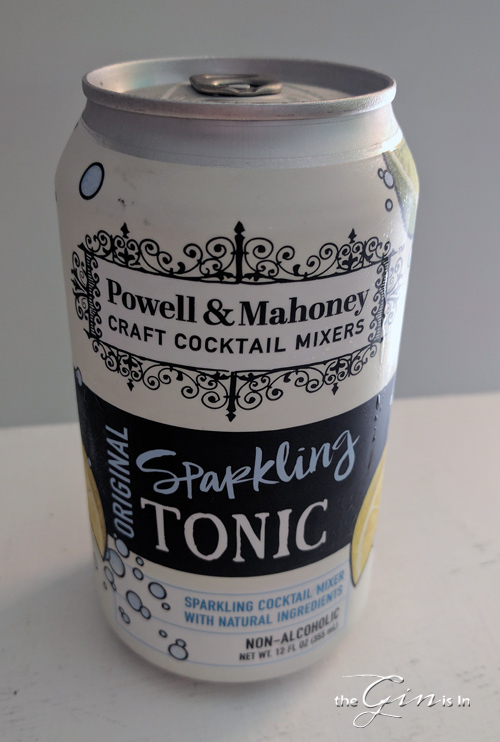 Powell & Mahoney
CRAFT COCKTAIL MIXERS
ORIGINAL
Sparkling
TONIC
SPARKLING COCKTAIL MIXER
WITH NATURAL INGREDIENTS
NON-ALCOHOLIC
NET WT. 12 FL OZ (355 mL)
the Gin is In